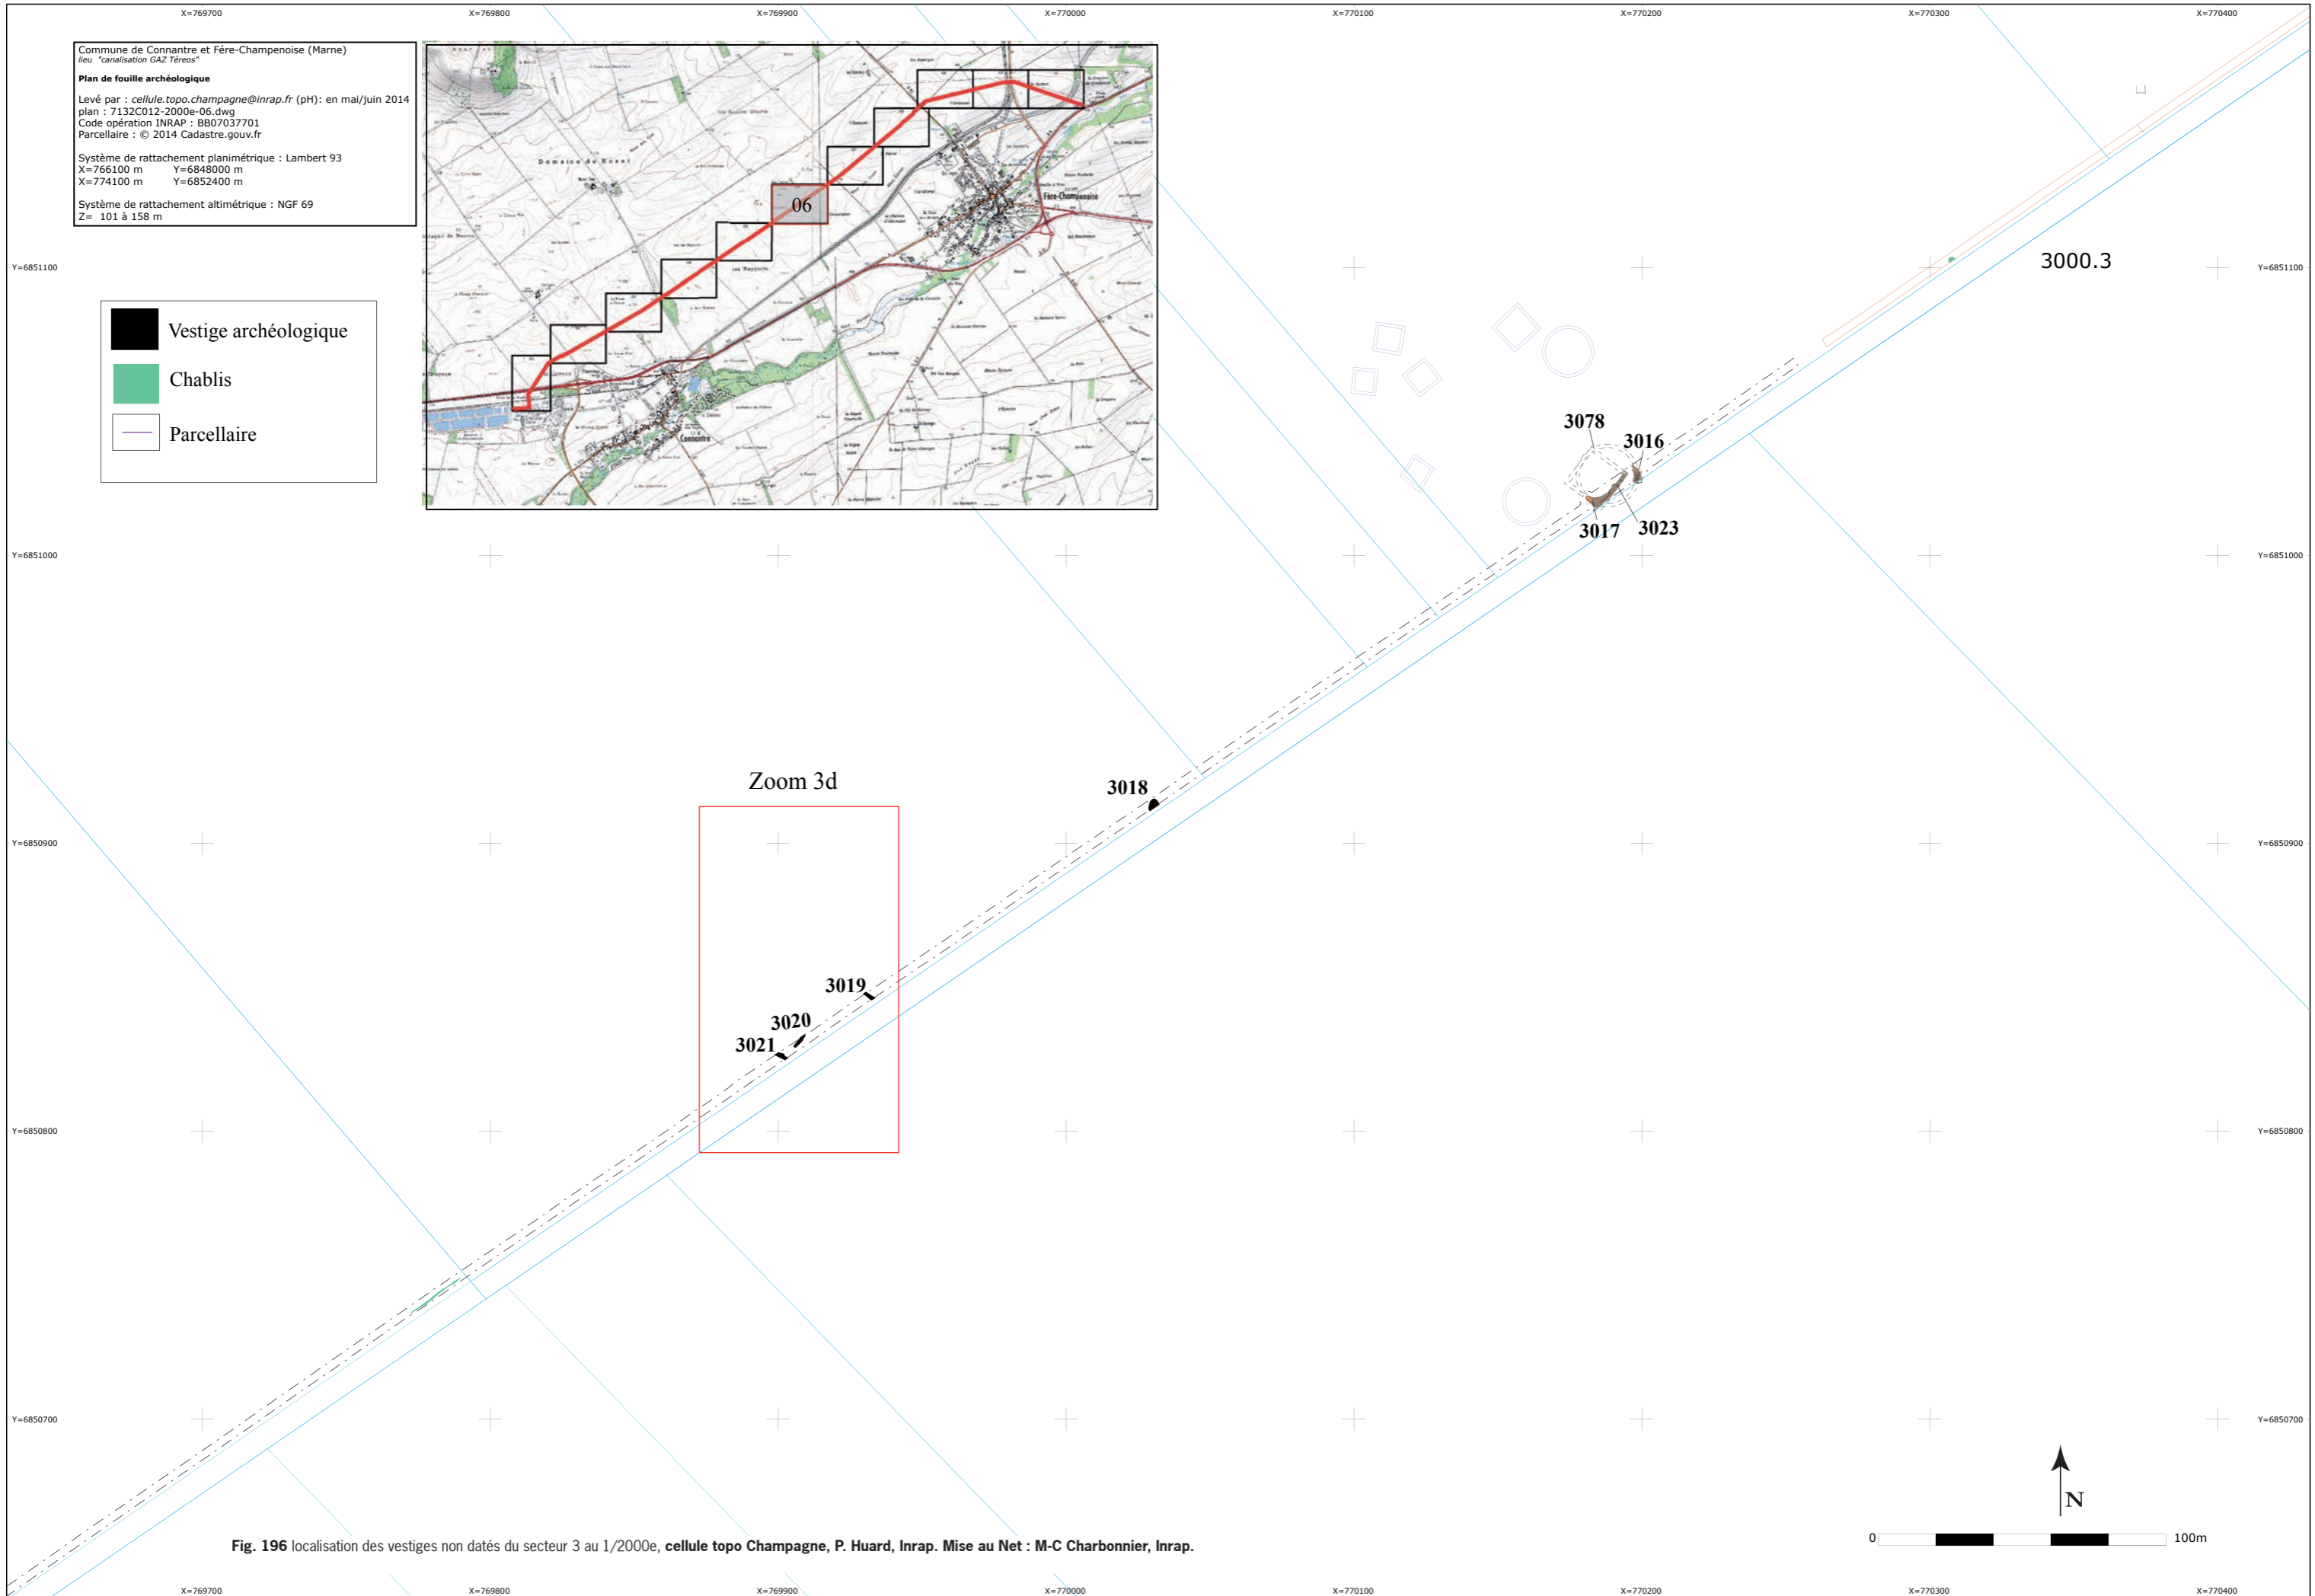 X=769700 X=769800 X=769900 X=770000 X=770100 X=770200 X=770300 X=770400
Commune de Connantre et Fére-Champenoise (Marne)
lieu "canalisation GAZ Téreos"
Plan de fouille archéologique
Levé par : cellule.topo.champagne@inrap.fr (pH): en mai/juin 2014
plan : 7132C012-2000e-06.dwg
Code opération INRAP : BB07037701
Parcellaire : © 2014 Cadastre.gouv.fr
Système de rattachement planimétrique : Lambert 93
X=766100 m Y=6848000 m
X=774100 m Y=6852400 m
Système de rattachement altimétrique : NGF 69
Z= 101 à 158 m
Domaine de
06
Fère-Champenoise
Connantre
Y=6851100 Y=6851100
3000.3
Vestige archéologique
Chablis
Parcellaire
3078
3016
3017
3023
Y=6851000 Y=6851000
Zoom 3d
3018
Y=6850900 Y=6850900
3019
3020
3021
Y=6850800 Y=6850800
Y=6850700 Y=6850700
N
0 100m
Fig. 196 localisation des vestiges non datés du secteur 3 au 1/2000e, cellule topo Champagne, P. Huard, Inrap. Mise au Net : M-C Charbonnier, Inrap.
X=769700 X=769800 X=769900 X=770000 X=770100 X=770200 X=770300 X=770400